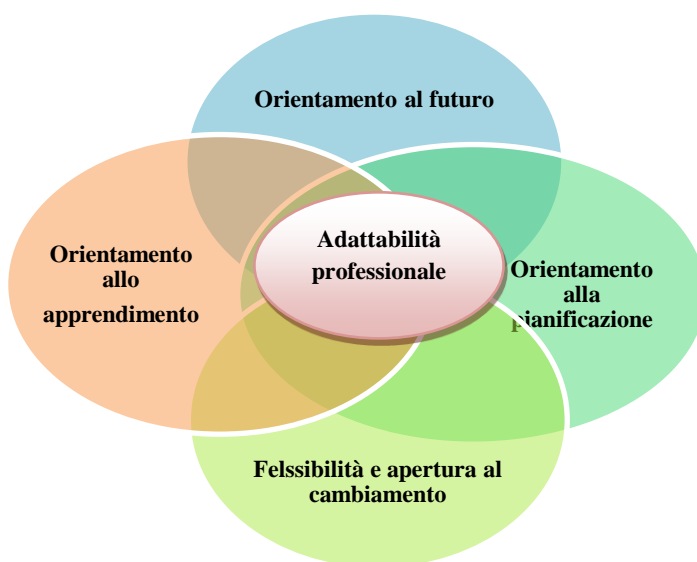 Orientamento al futuro
Adattabilità
professionale
Orientamento
allo
apprendimento
Orientamento
alla
pianificazione
Felssibilità e apertura al
cambiamento